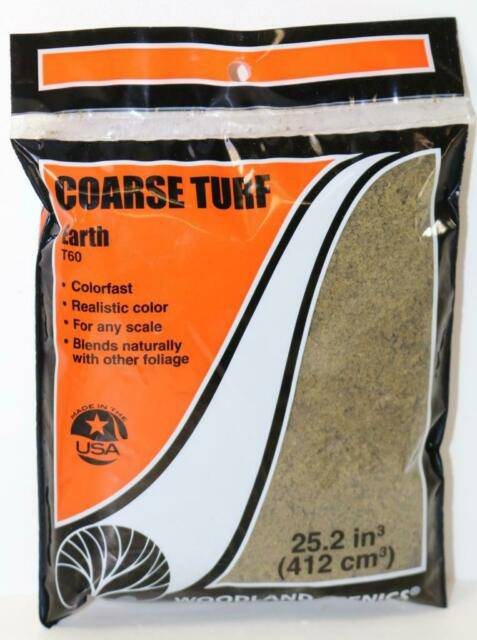 COARSE TURF
Earth
T60
• Colorfast
• Realistic color
• For any scale
• Blends naturally
with other foliage
MADE IN THE
USA
25.2 in³
(412 cm³)
WOODLAND SCENICS®